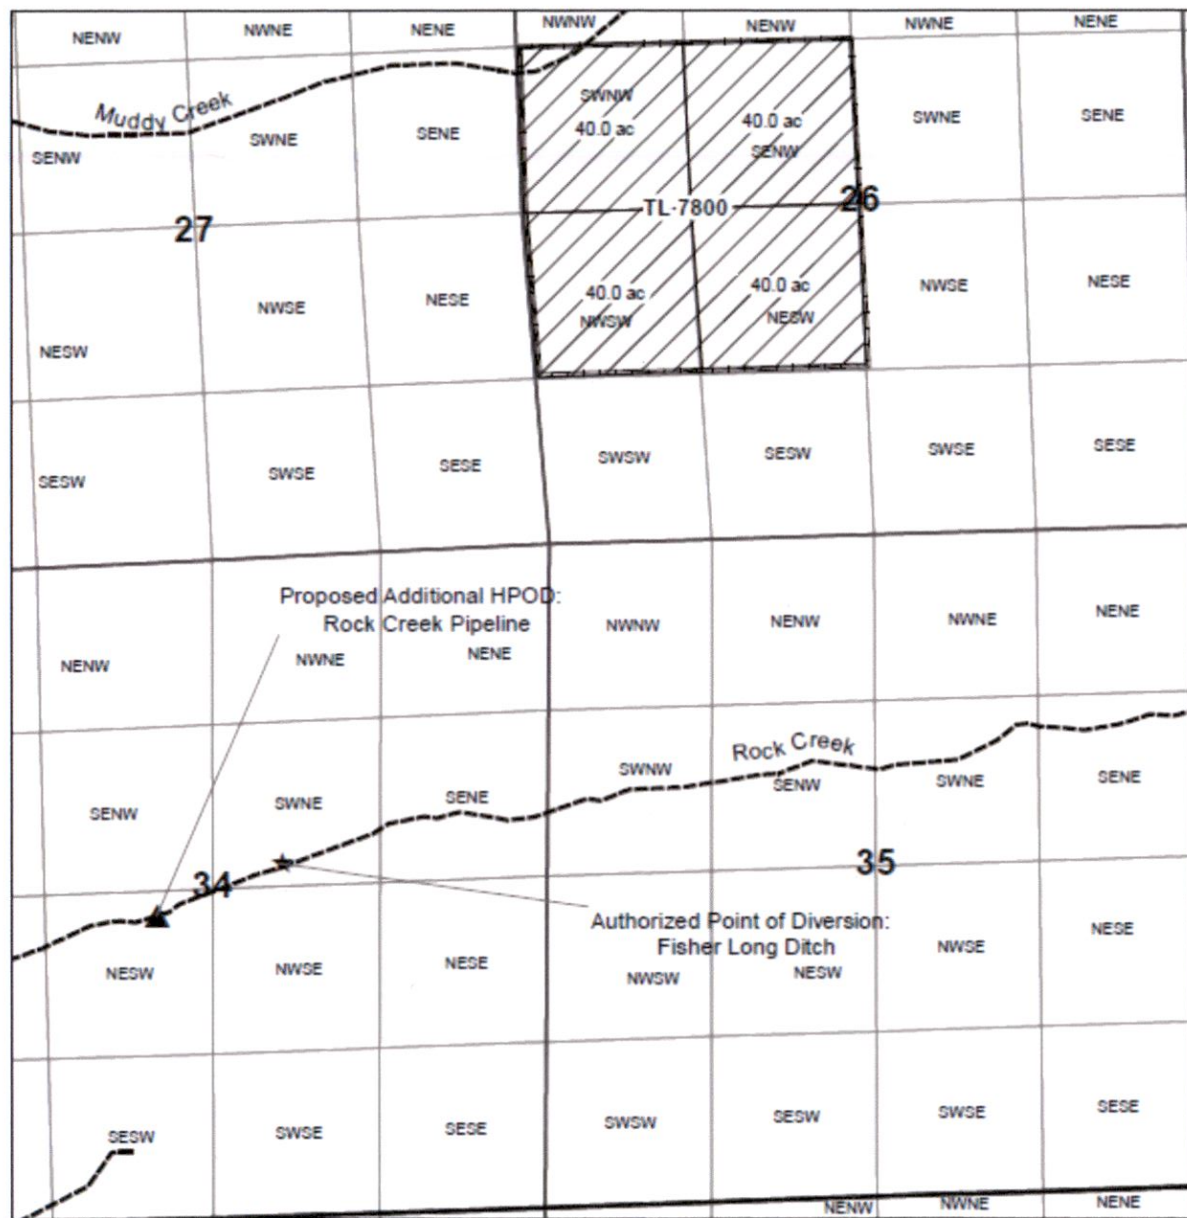 NENW NWNE NENE NWNW NENW NWNE NENE
Muddy Creek
SENW SWNE SENE SWNW SENW SWNE SENE
40.0 ac 40.0 ac
27 TL-7800 26
40.0 ac 40.0 ac
NESW NWSE NESE NWSW NESW NWSE NESE
SESW SWSE SESE SWSW SESW SWSE SESE
Proposed Additional HPOD:
Rock Creek Pipeline
NENW NWNE NENE NWNW NENW NWNE NENE
Rock Creek
SENW SWNE SENE SWNW SENW SWNE SENE
34 35
Authorized Point of Diversion:
Fisher Long Ditch
NESW NWSE NESE NWSW NESW NWSE NESE
SESW SWSE SESE SWSW SESW SWSE SESE
NENW NWNE NENE